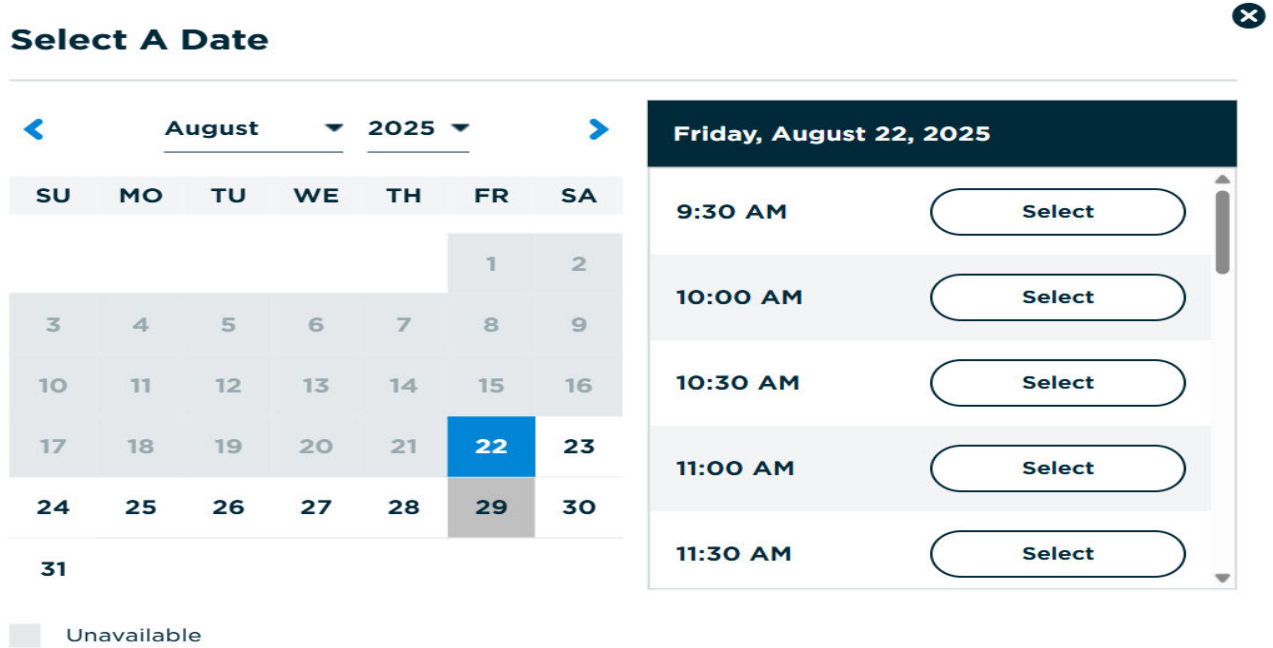 Select A Date
August 2025
SU MO TU WE TH FR SA
1 2
3 4 5 6 7 8 9
10 11 12 13 14 15 16
17 18 19 20 21 22 23
24 25 26 27 28 29 30
31
Unavailable
Friday, August 22, 2025
9:30 AM Select
10:00 AM Select
10:30 AM Select
11:00 AM Select
11:30 AM Select